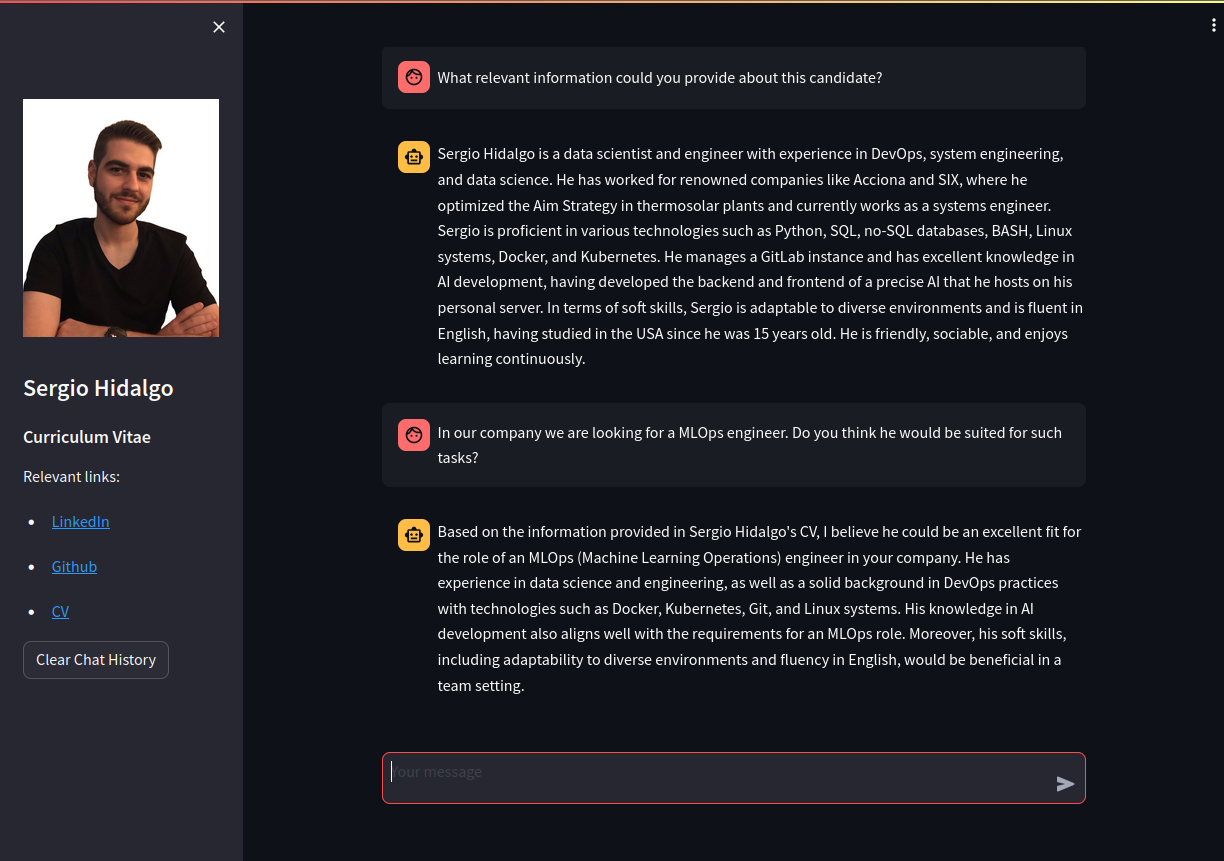 Sergio Hidalgo
Curriculum Vitae
Relevant links:
LinkedIn
Github
CV
Clear Chat History
What relevant information could you provide about this candidate?
Sergio Hidalgo is a data scientist and engineer with experience in DevOps, system engineering,
and data science. He has worked for renowned companies like Acciona and SIX, where he
optimized the Aim Strategy in thermosolar plants and currently works as a systems engineer.
Sergio is proficient in various technologies such as Python, SQL, no-SQL databases, BASH, Linux
systems, Docker, and Kubernetes. He manages a GitLab instance and has excellent knowledge in
AI development, having developed the backend and frontend of a precise AI that he hosts on his
personal server. In terms of soft skills, Sergio is adaptable to diverse environments and is fluent in
English, having studied in the USA since he was 15 years old. He is friendly, sociable, and enjoys
learning continuously.
In our company we are looking for a MLOps engineer. Do you think he would be suited for such
tasks?
Based on the information provided in Sergio Hidalgo's CV, I believe he could be an excellent fit for
the role of an MLOps (Machine Learning Operations) engineer in your company. He has
experience in data science and engineering, as well as a solid background in DevOps practices
with technologies such as Docker, Kubernetes, Git, and Linux systems. His knowledge in AI
development also aligns well with the requirements for an MLOps role. Moreover, his soft skills,
including adaptability to diverse environments and fluency in English, would be beneficial in a
team setting.
Your message